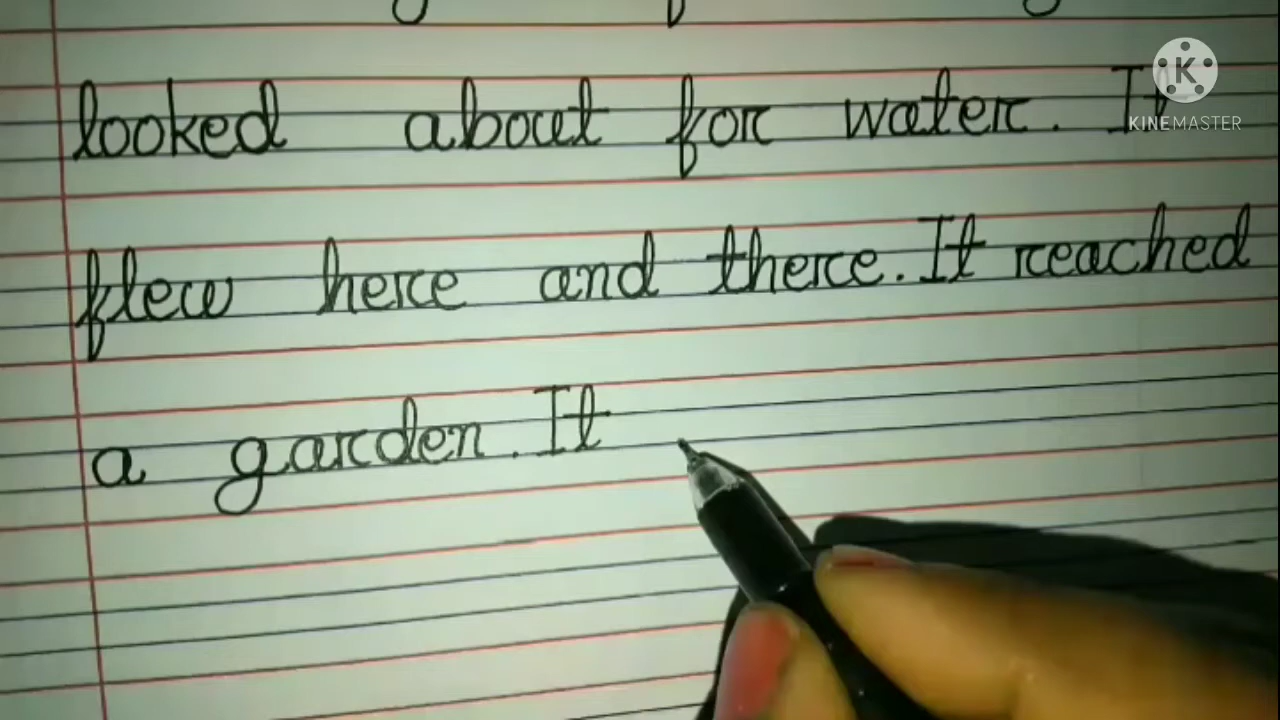 looked about for water. It
flew here and there. It reached
a garden. It
K
KINEMASTER